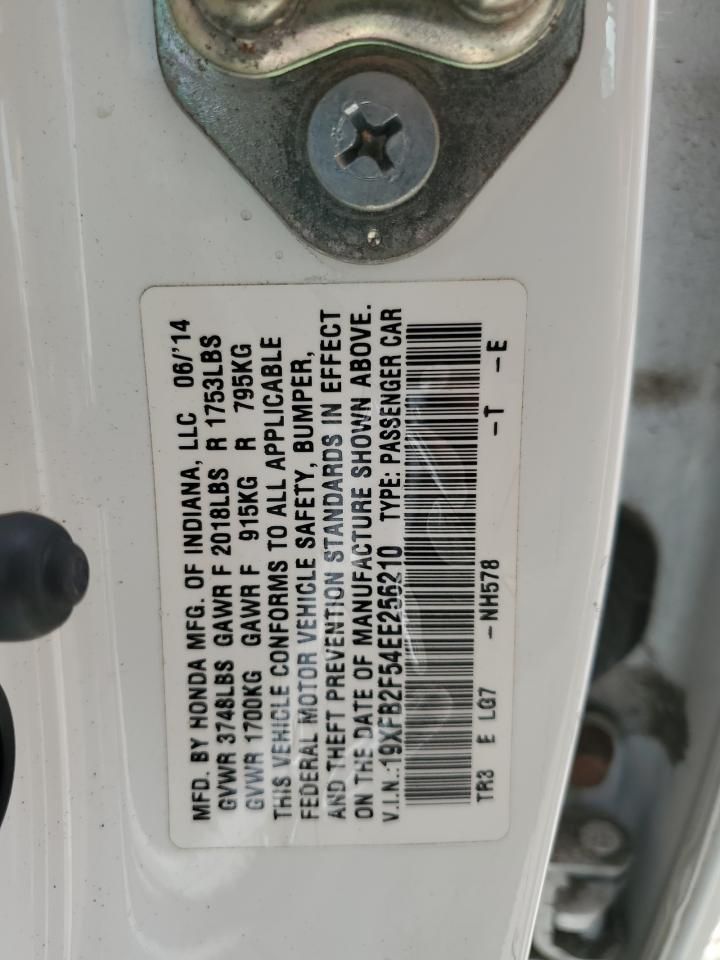 MFD. BY HONDA MFG. OF INDIANA, LLC 06/'14
GVWR 3748LBS GAWR F 2018LBS R 1753LBS
GVWR 1700KG GAWR F 915KG R 795KG
THIS VEHICLE CONFORMS TO ALL APPLICABLE
FEDERAL MOTOR VEHICLE SAFETY, BUMPER,
AND THEFT PREVENTION STANDARDS IN EFFECT
ON THE DATE OF MANUFACTURE SHOWN ABOVE.
V.I.N.:19XFB2F54EE256210 TYPE: PASSENGER CAR
TR3 E LG7 -NH578 -T -E